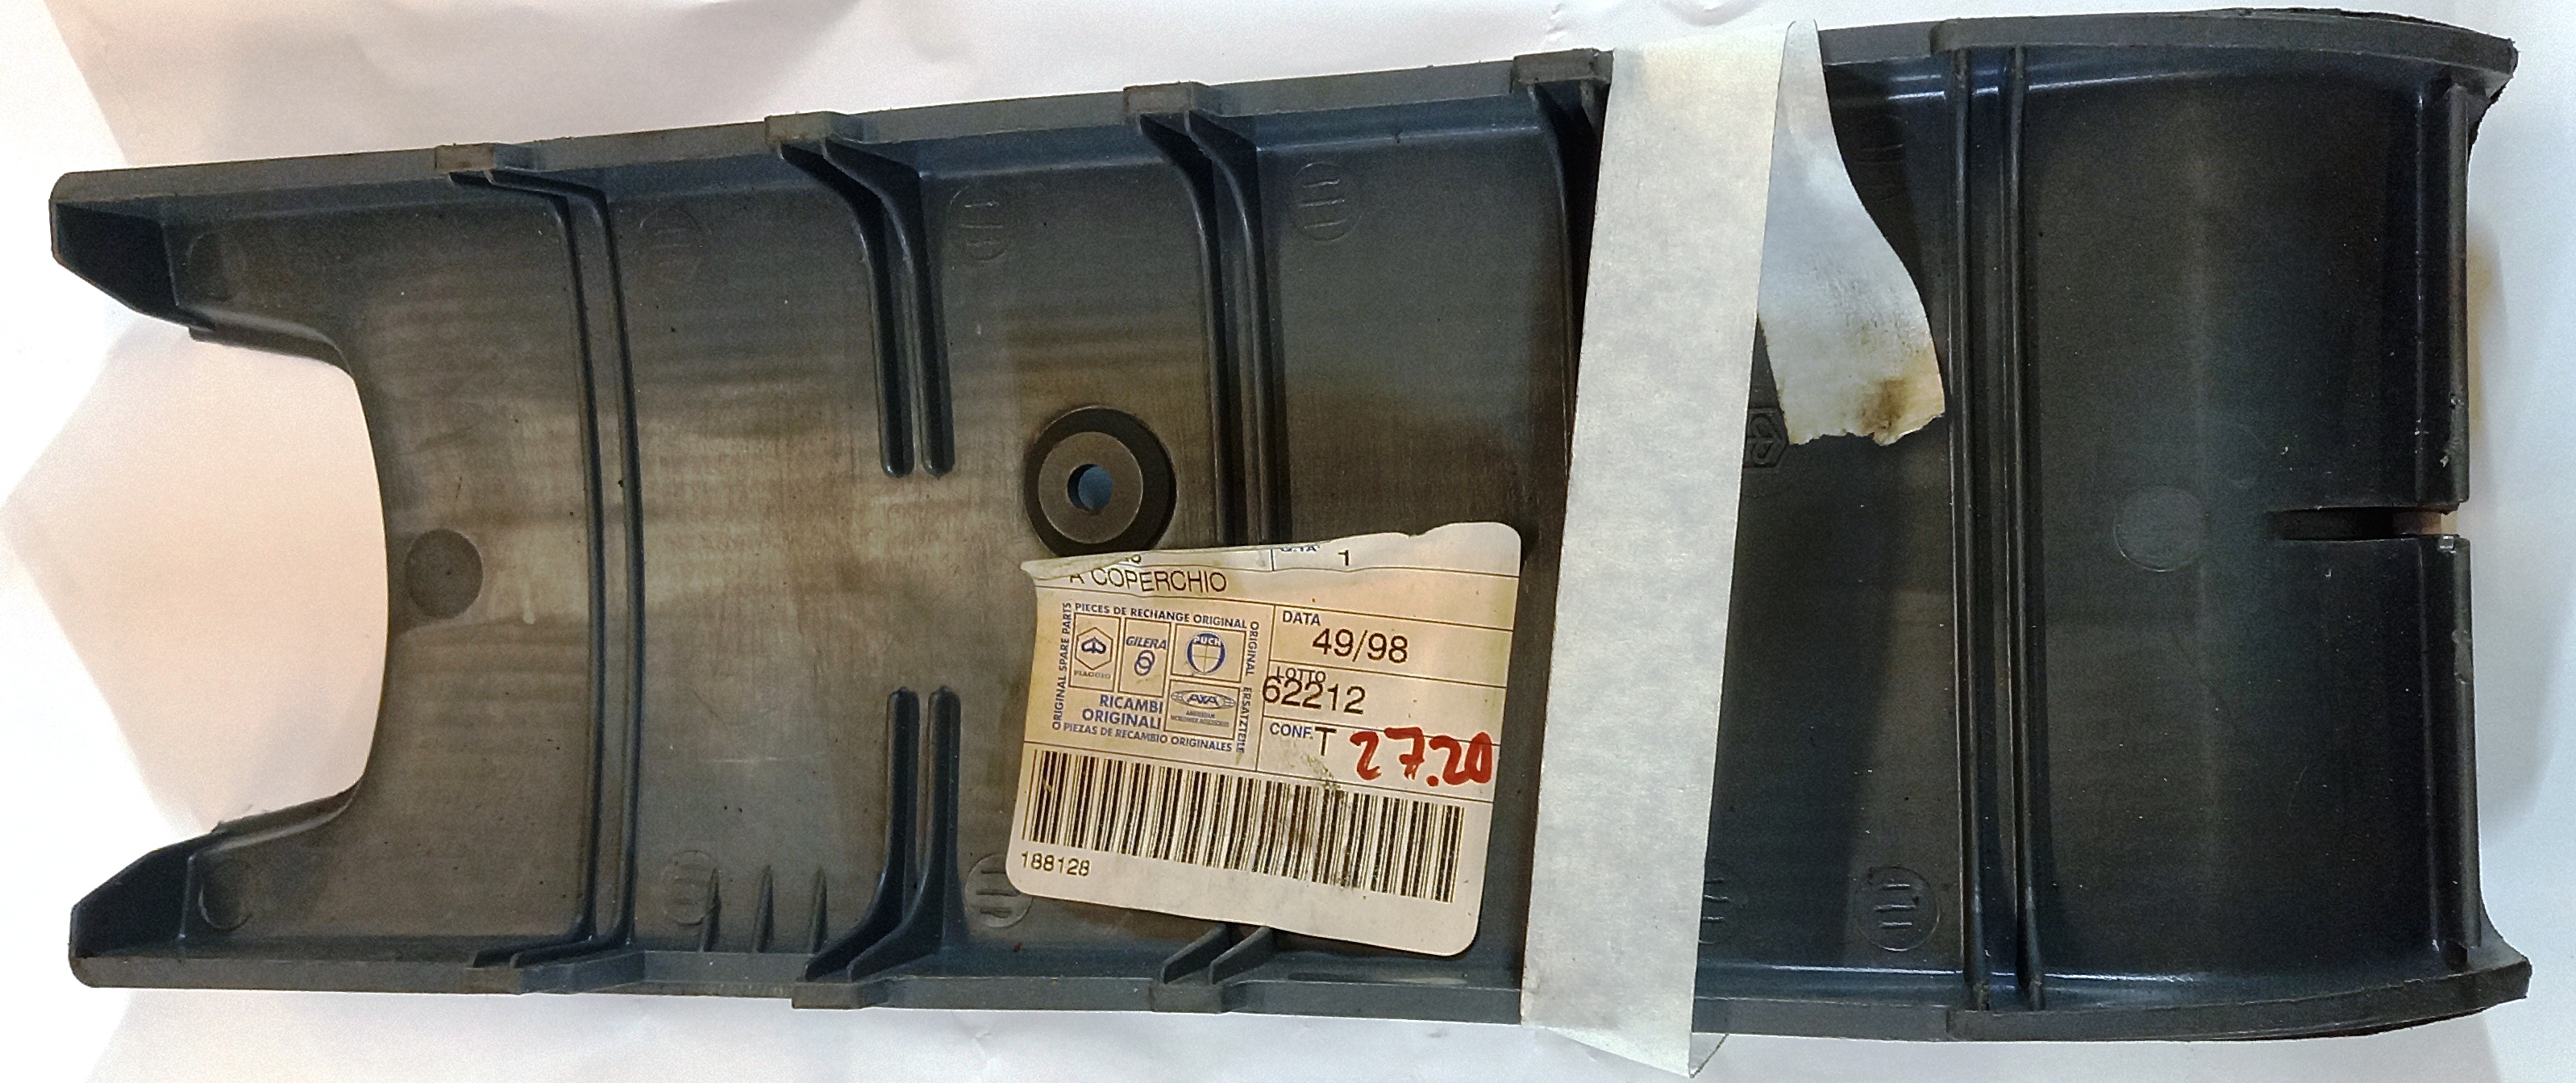 Q.TA' 1
A COPERCHIO
PIECES DE RECHANGE ORIGINAL
ORIGINAL SPARE PARTS
ORIGINAL ERSATZTEILE
PIAGGIO
GILERA
PUCH
RICAMBI
ORIGINALI
PIEZAS DE RECAMBIO ORIGINALES
DATA
49/98
LOTTO
62212
CONF. T
27.20
188128